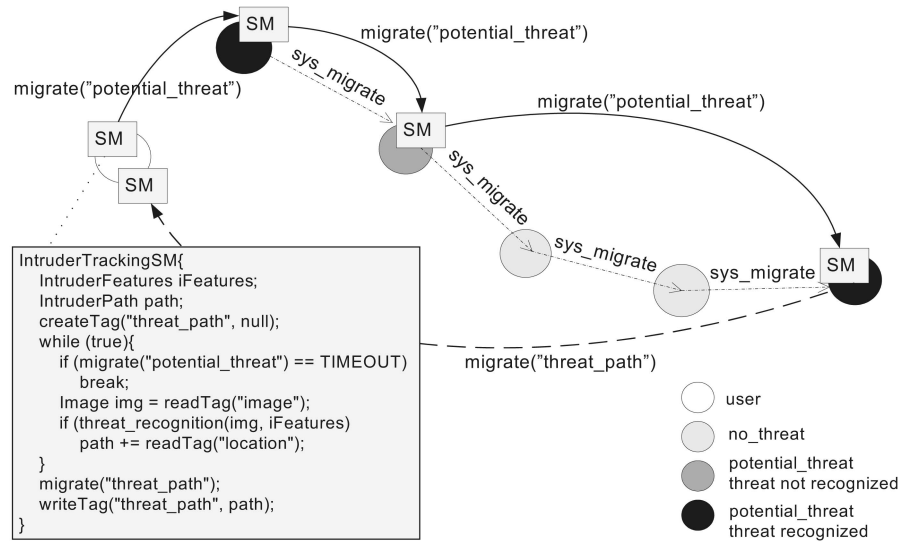 SM
migrate("potential_threat")
sys_migrate
migrate("potential_threat")
SM
migrate("potential_threat")
SM
SM
sys_migrate
sys_migrate
sys_migrate
SM
IntruderTrackingSM{
IntruderFeatures iFeatures;
IntruderPath path;
createTag("threat_path", null);
while (true){
if (migrate("potential_threat") == TIMEOUT)
break;
Image img = readTag("image");
if (threat_recognition(img, iFeatures)
path += readTag("location");
}
migrate("threat_path");
writeTag("threat_path", path);
}
migrate("threat_path")
user
no_threat
potential_threat
threat not recognized
potential_threat
threat recognized